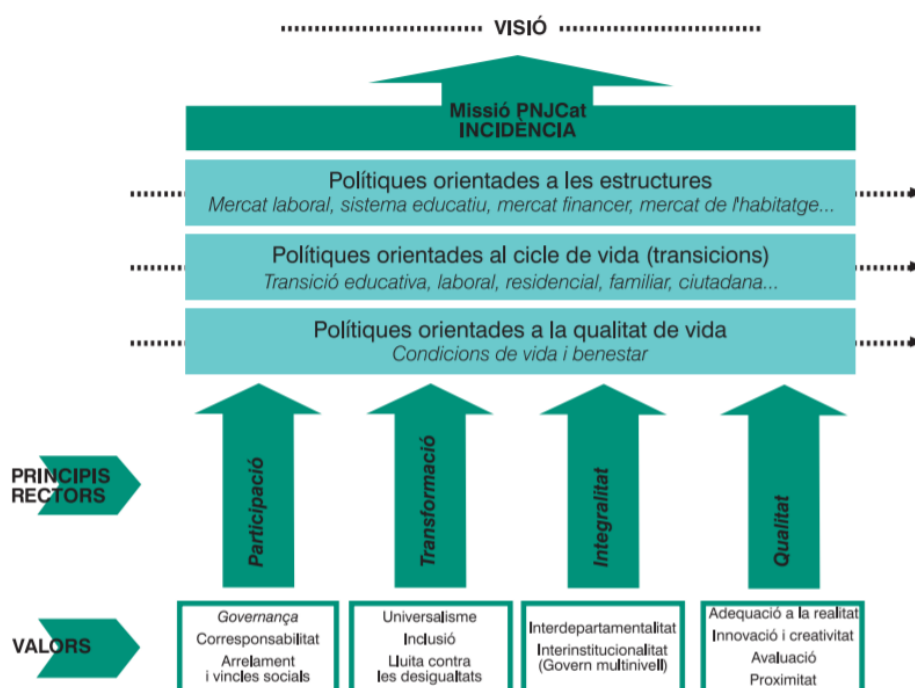 VISIÓ
Missió PNJCat
INCIDÈNCIA
Polítiques orientades a les estructures
Mercat laboral, sistema educatiu, mercat financer, mercat de l'habitatge...
Polítiques orientades al cicle de vida (transicions)
Transició educativa, laboral, residencial, familiar, ciutadana...
Polítiques orientades a la qualitat de vida
Condicions de vida i benestar
PRINCIPIS
RECTORS
Participació
Transformació
Integralitat
Qualitat
VALORS
Governança
Corresponsabilitat
Arrelament
i vincles socials
Universalisme
Inclusió
Lluita contra
les desigualtats
Interdepartamentalitat
Interinstitucionalitat
(Govern multinivell)
Adequació a la realitat
Innovació i creativitat
Avaluació
Proximitat